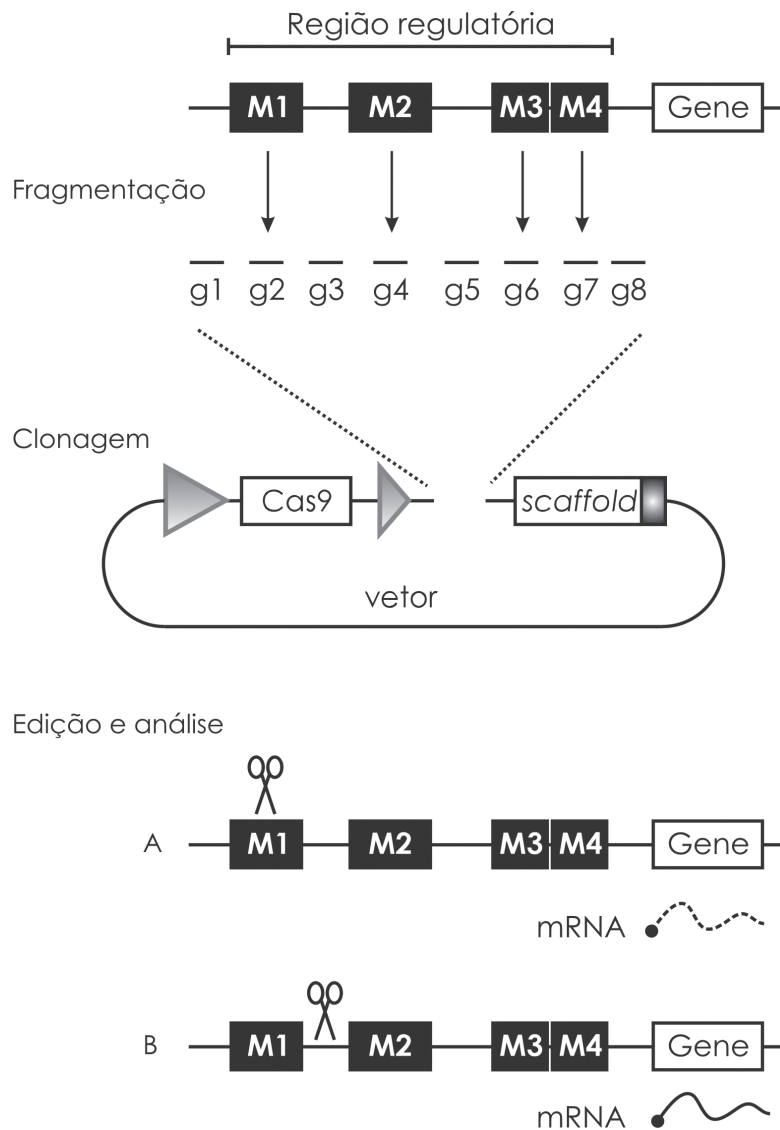 Região regulatória
M1 M2 M3 M4 Gene
Fragmentação
g1 g2 g3 g4 g5 g6 g7 g8
Clonagem
Cas9 scaffold
vetor
Edição e análise
A M1 M2 M3 M4 Gene
mRNA
B M1 M2 M3 M4 Gene
mRNA